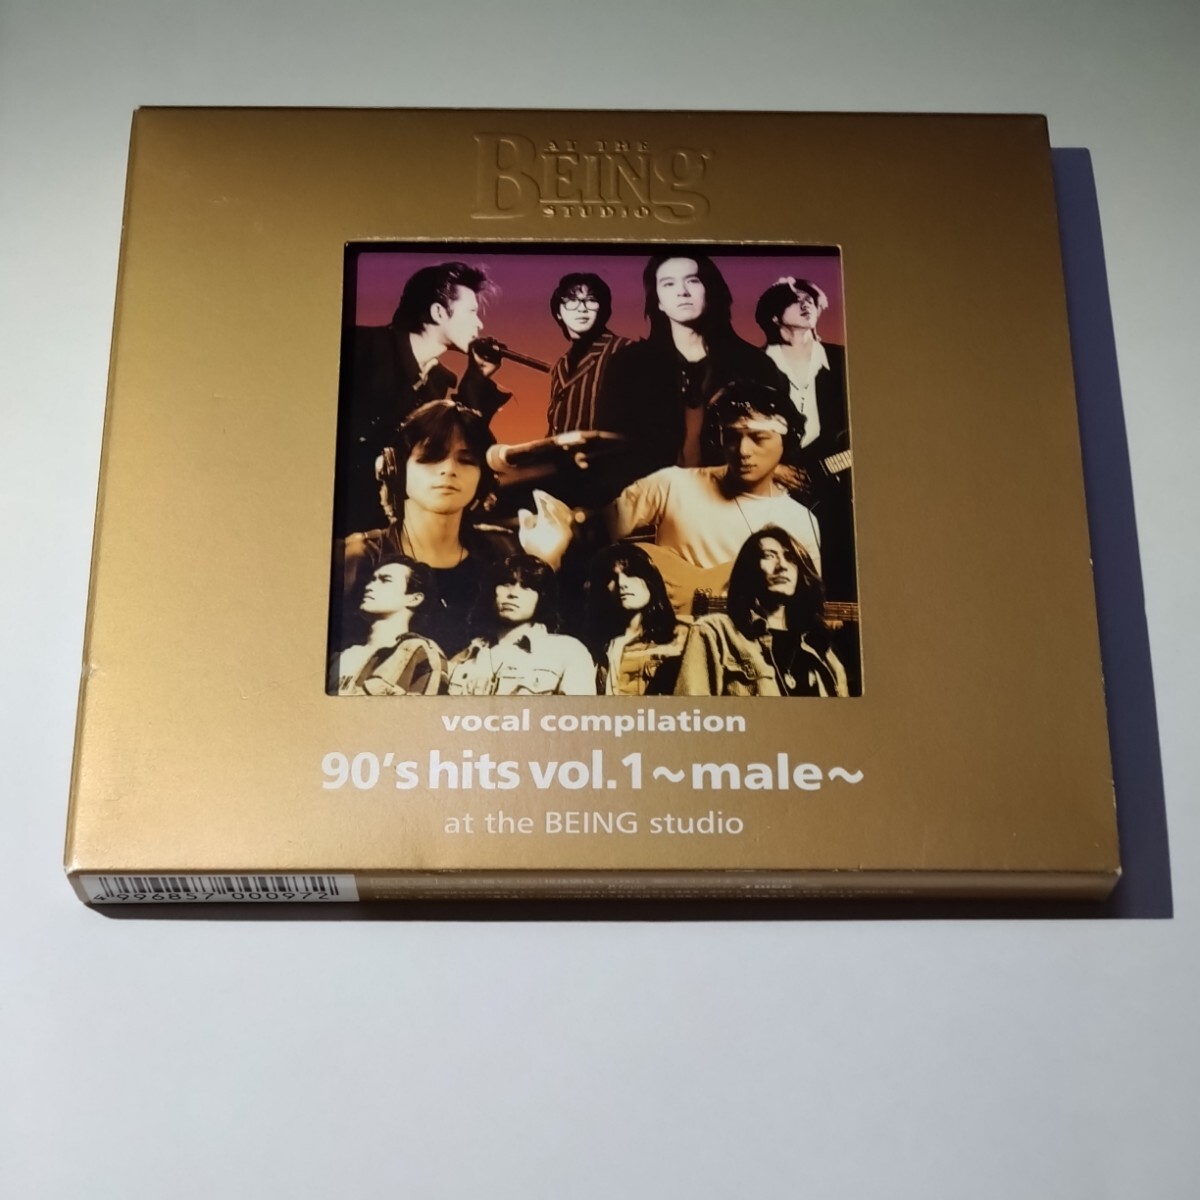 AT THE
BEING
STUDIO
vocal compilation
90's hits vol.1~male~
at the BEING studio
4 996857 000972